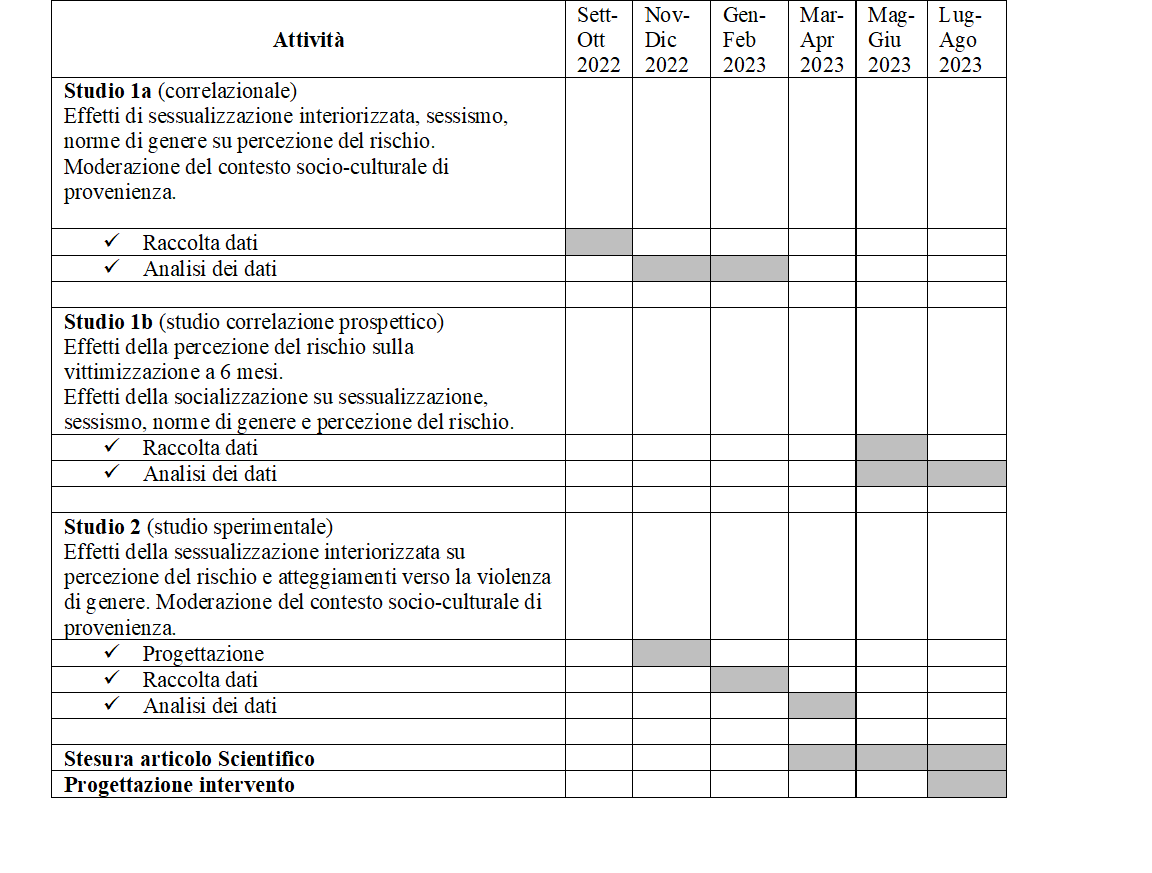 Attività
Sett-
Ott
2022
Nov-
Dic
2022
Gen-
Feb
2023
Mar-
Apr
2023
Mag-
Giu
2023
Lug-
Ago
2023
Studio 1a (correlazionale)
Effetti di sessualizzazione interiorizzata, sessismo,
norme di genere su percezione del rischio.
Moderazione del contesto socio-culturale di
provenienza.
✓ Raccolta dati
✓ Analisi dei dati
Studio 1b (studio correlazione prospettico)
Effetti della percezione del rischio sulla
vittimizzazione a 6 mesi.
Effetti della socializzazione su sessualizzazione,
sessismo, norme di genere e percezione del rischio.
✓ Raccolta dati
✓ Analisi dei dati
Studio 2 (studio sperimentale)
Effetti della sessualizzazione interiorizzata su
percezione del rischio e atteggiamenti verso la violenza
di genere. Moderazione del contesto socio-culturale di
provenienza.
✓ Progettazione
✓ Raccolta dati
✓ Analisi dei dati
Stesura articolo Scientifico
Progettazione intervento